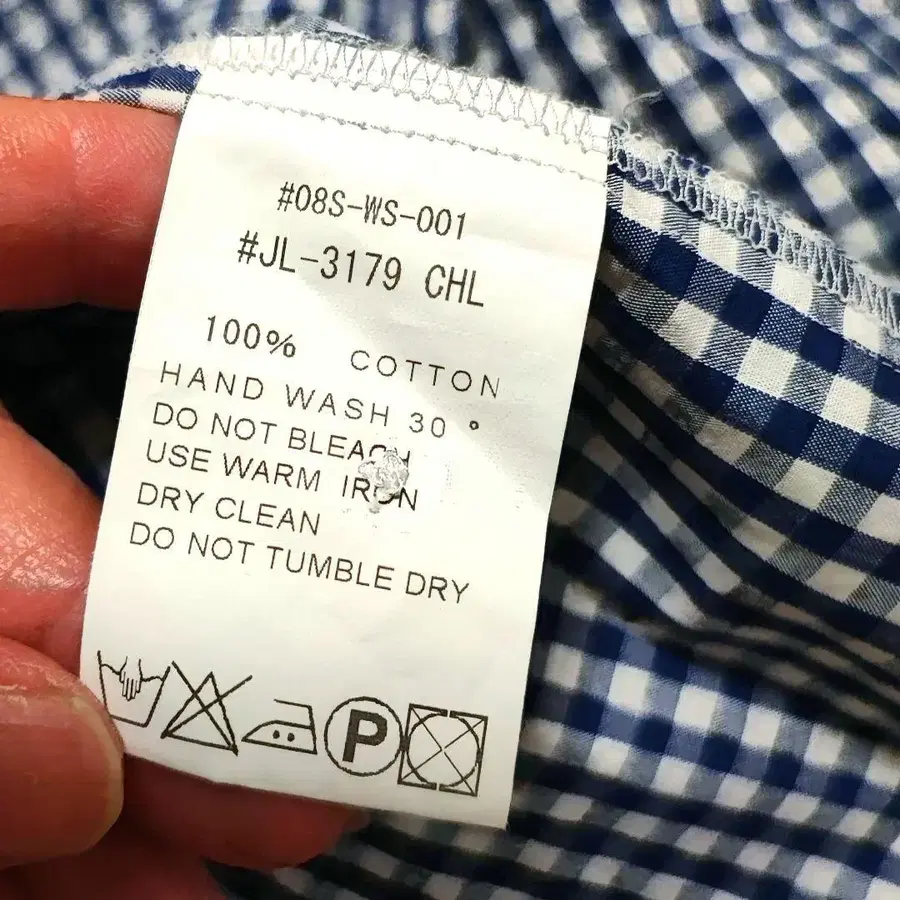 #08S-WS-001
#JL-3179 CHL
100% COTTON
HAND WASH 30 °
DO NOT BLEACH
USE WARM IRON
DRY CLEAN
DO NOT TUMBLE DRY
P